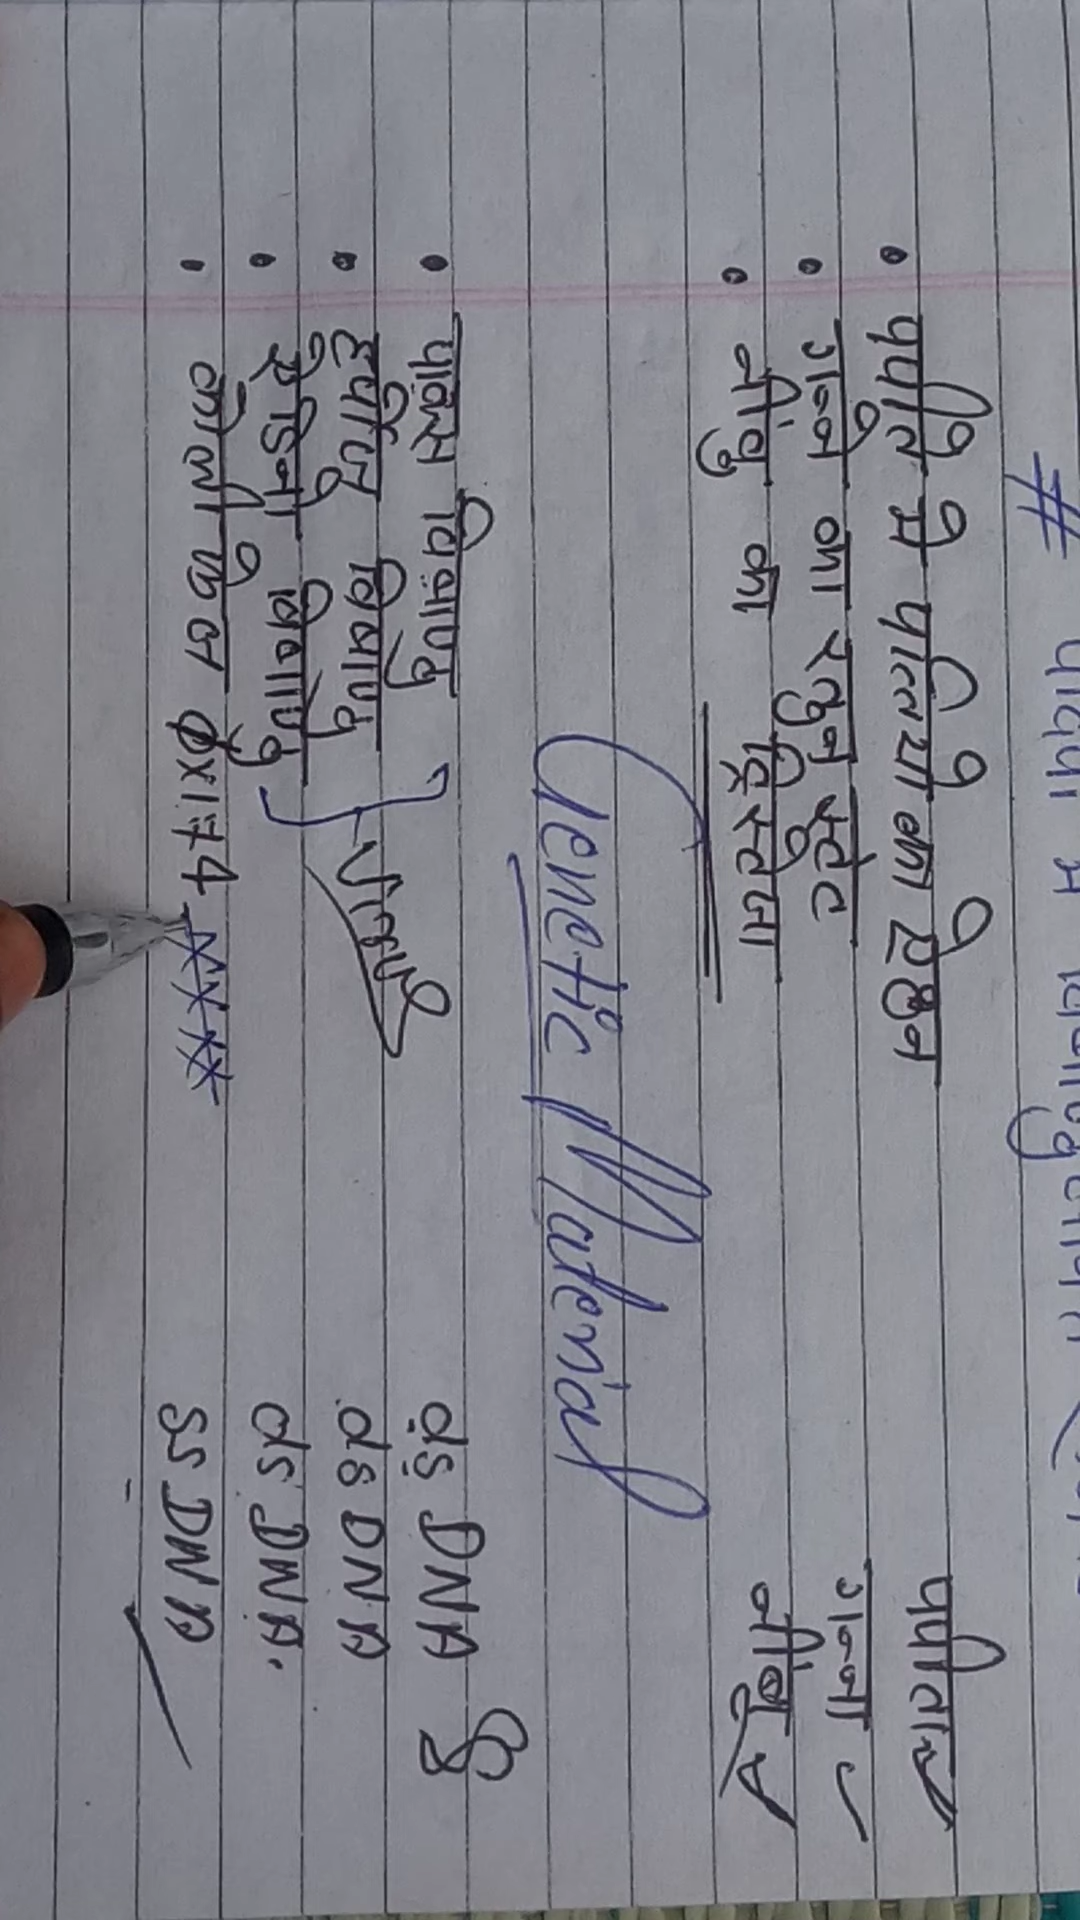 # पादपों में विषाणु जनित रोग
• पपीते में पत्तियों का ऐंठन पपीता
• गन्ने का स्टंट गन्ना
• नींबू का ट्रिस्टेजा नींबू
Genetic Material
• पॉक्स विषाणु ds DNA
• हर्पीज विषाणु ds DNA
• एडिनो विषाणु ds DNA.
Virus
• कोलीफेज ϕx174 *** ss DNA